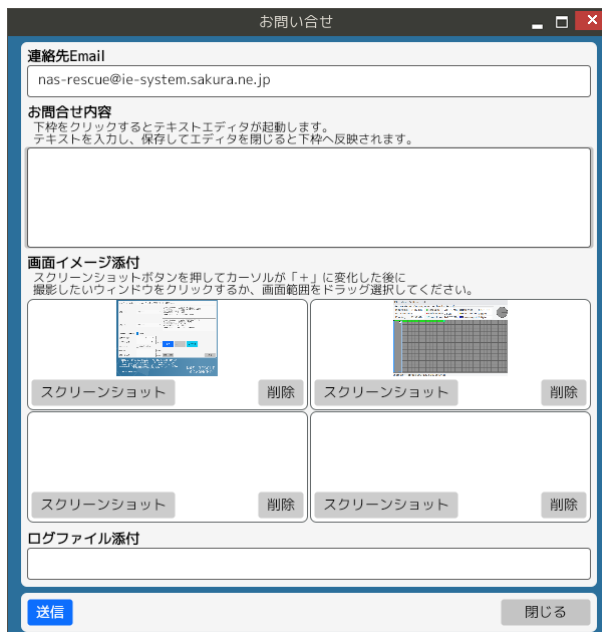 お問い合せ
連絡先Email
nas-rescue@ie-system.sakura.ne.jp
お問合せ内容
下枠をクリックするとテキストエディタが起動します。
テキストを入力し、保存してエディタを閉じると下枠へ反映されます。
画面イメージ添付
スクリーンショットボタンを押してカーソルが「+」に変化した後に
撮影したいウィンドウをクリックするか、画面範囲をドラッグ選択してください。
スクリーンショット 削除 スクリーンショット 削除
スクリーンショット 削除 スクリーンショット 削除
ログファイル添付
送信 閉じる